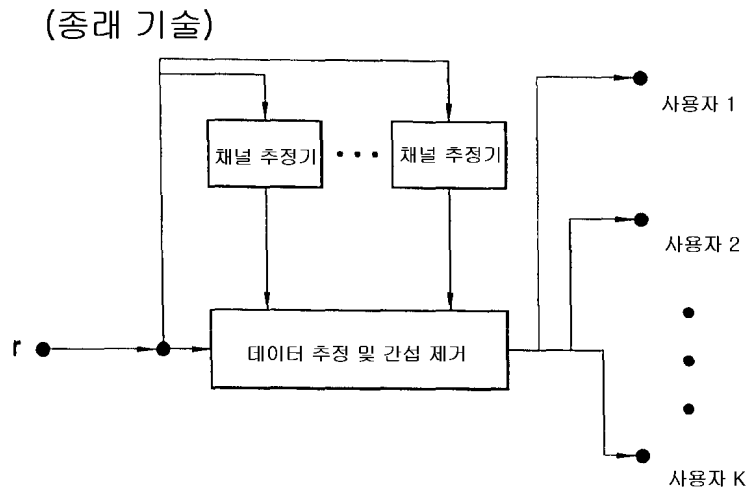 (종래 기술)
채널 추정기
채널 추정기
사용자 1
사용자 2
r
데이터 추정 및 간섭 제거
사용자 K